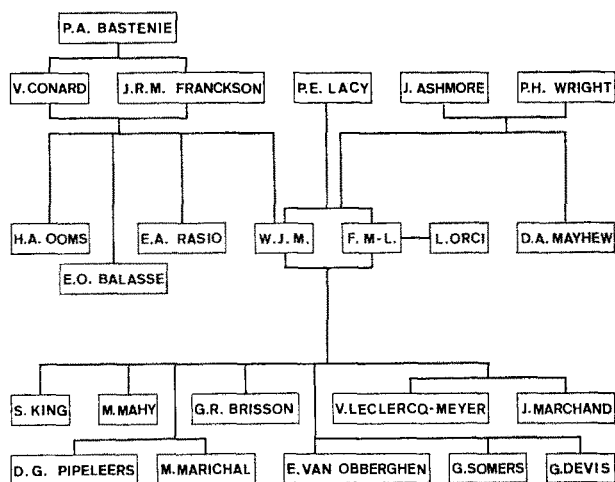 P.A. BASTENIE
V. CONARD J.R.M. FRANCKSON P.E. LACY J. ASHMORE P.H. WRIGHT
H.A. OOMS E.A. RASIO W.J.M. F. M-L. L.ORCI D.A. MAYHEW
E.O. BALASSE
S. KING M.MAHY G.R. BRISSON V.LECLERCQ-MEYER J.MARCHAND
D.G. PIPELEERS M.MARICHAL E.VAN OBBERGHEN G.SOMERS G.DEVIS